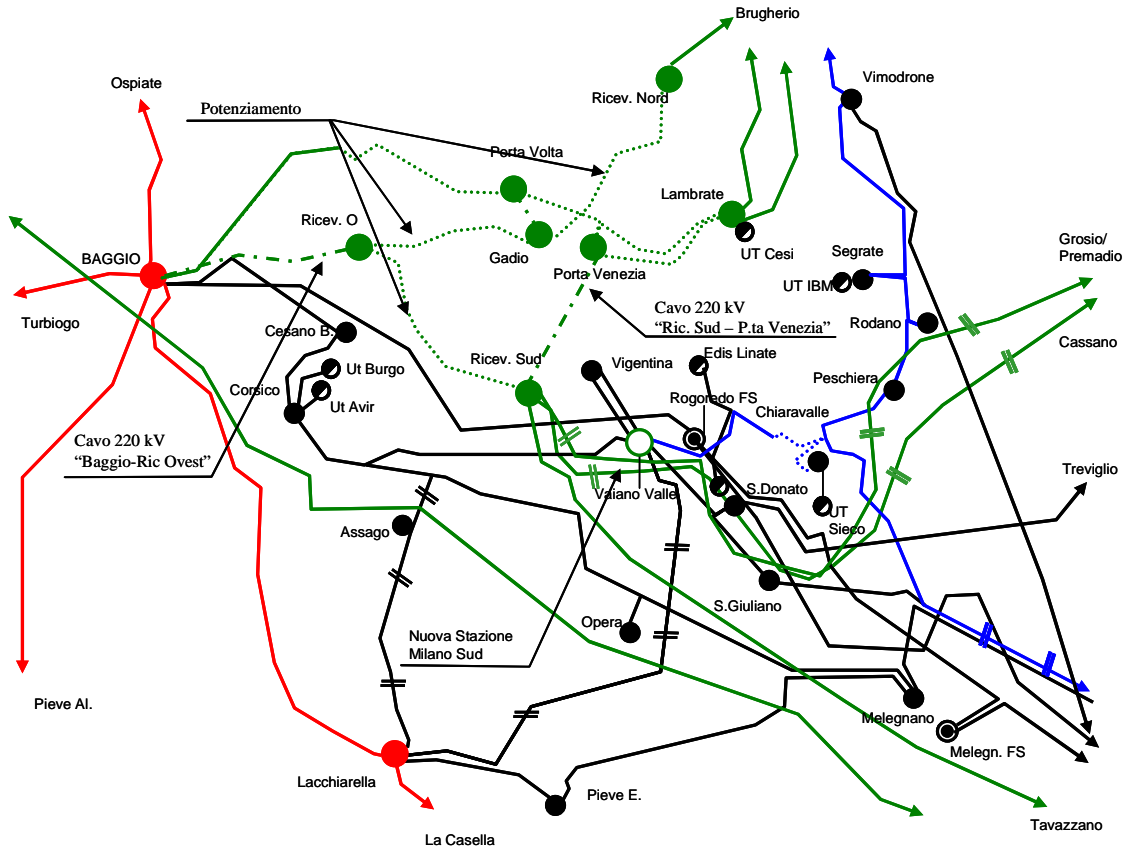 Brugherio
Ospiate
Vimodrone
Ricev. Nord
Potenziamento
Porta Volta
Lambrate
Ricev. O
Gadio
UT Cesi
Segrate
Grosio/
Premadio
BAGGIO
Porta Venezia
UT IBM
Cavo 220 kV
“Ric. Sud – P.ta Venezia”
Turbiogo
Cesano B.
Rodano
Cassano
Edis Linate
Ricev. Sud
Vigentina
Ut Burgo
Corsico
Peschiera
Rogoredo FS
Ut Avir
Chiaravalle
Cavo 220 kV
“Baggio-Ric Ovest”
Treviglio
Vaiano Valle
S.Donato
UT
Sieco
Assago
S.Giuliano
Opera
Nuova Stazione
Milano Sud
Pieve Al.
Melegnano
Melegn. FS
Lacchiarella
Pieve E.
Tavazzano
La Casella